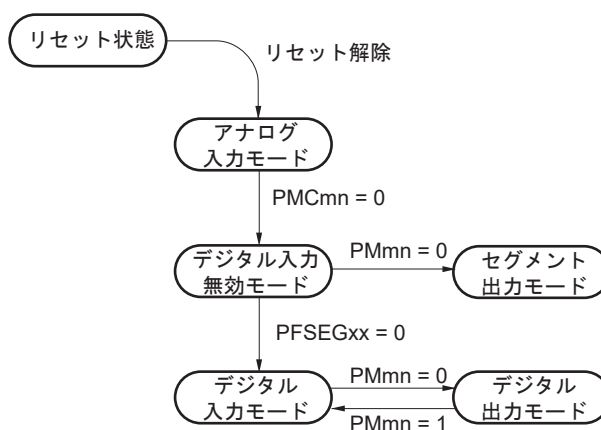 リセット状態
リセット解除
アナログ
入力モード
PMCmn = 0
デジタル入力
無効モード
PMmn = 0
セグメント
出力モード
PFSEGxx = 0
デジタル
入力モード
PMmn = 0
PMmn = 1
デジタル
出力モード